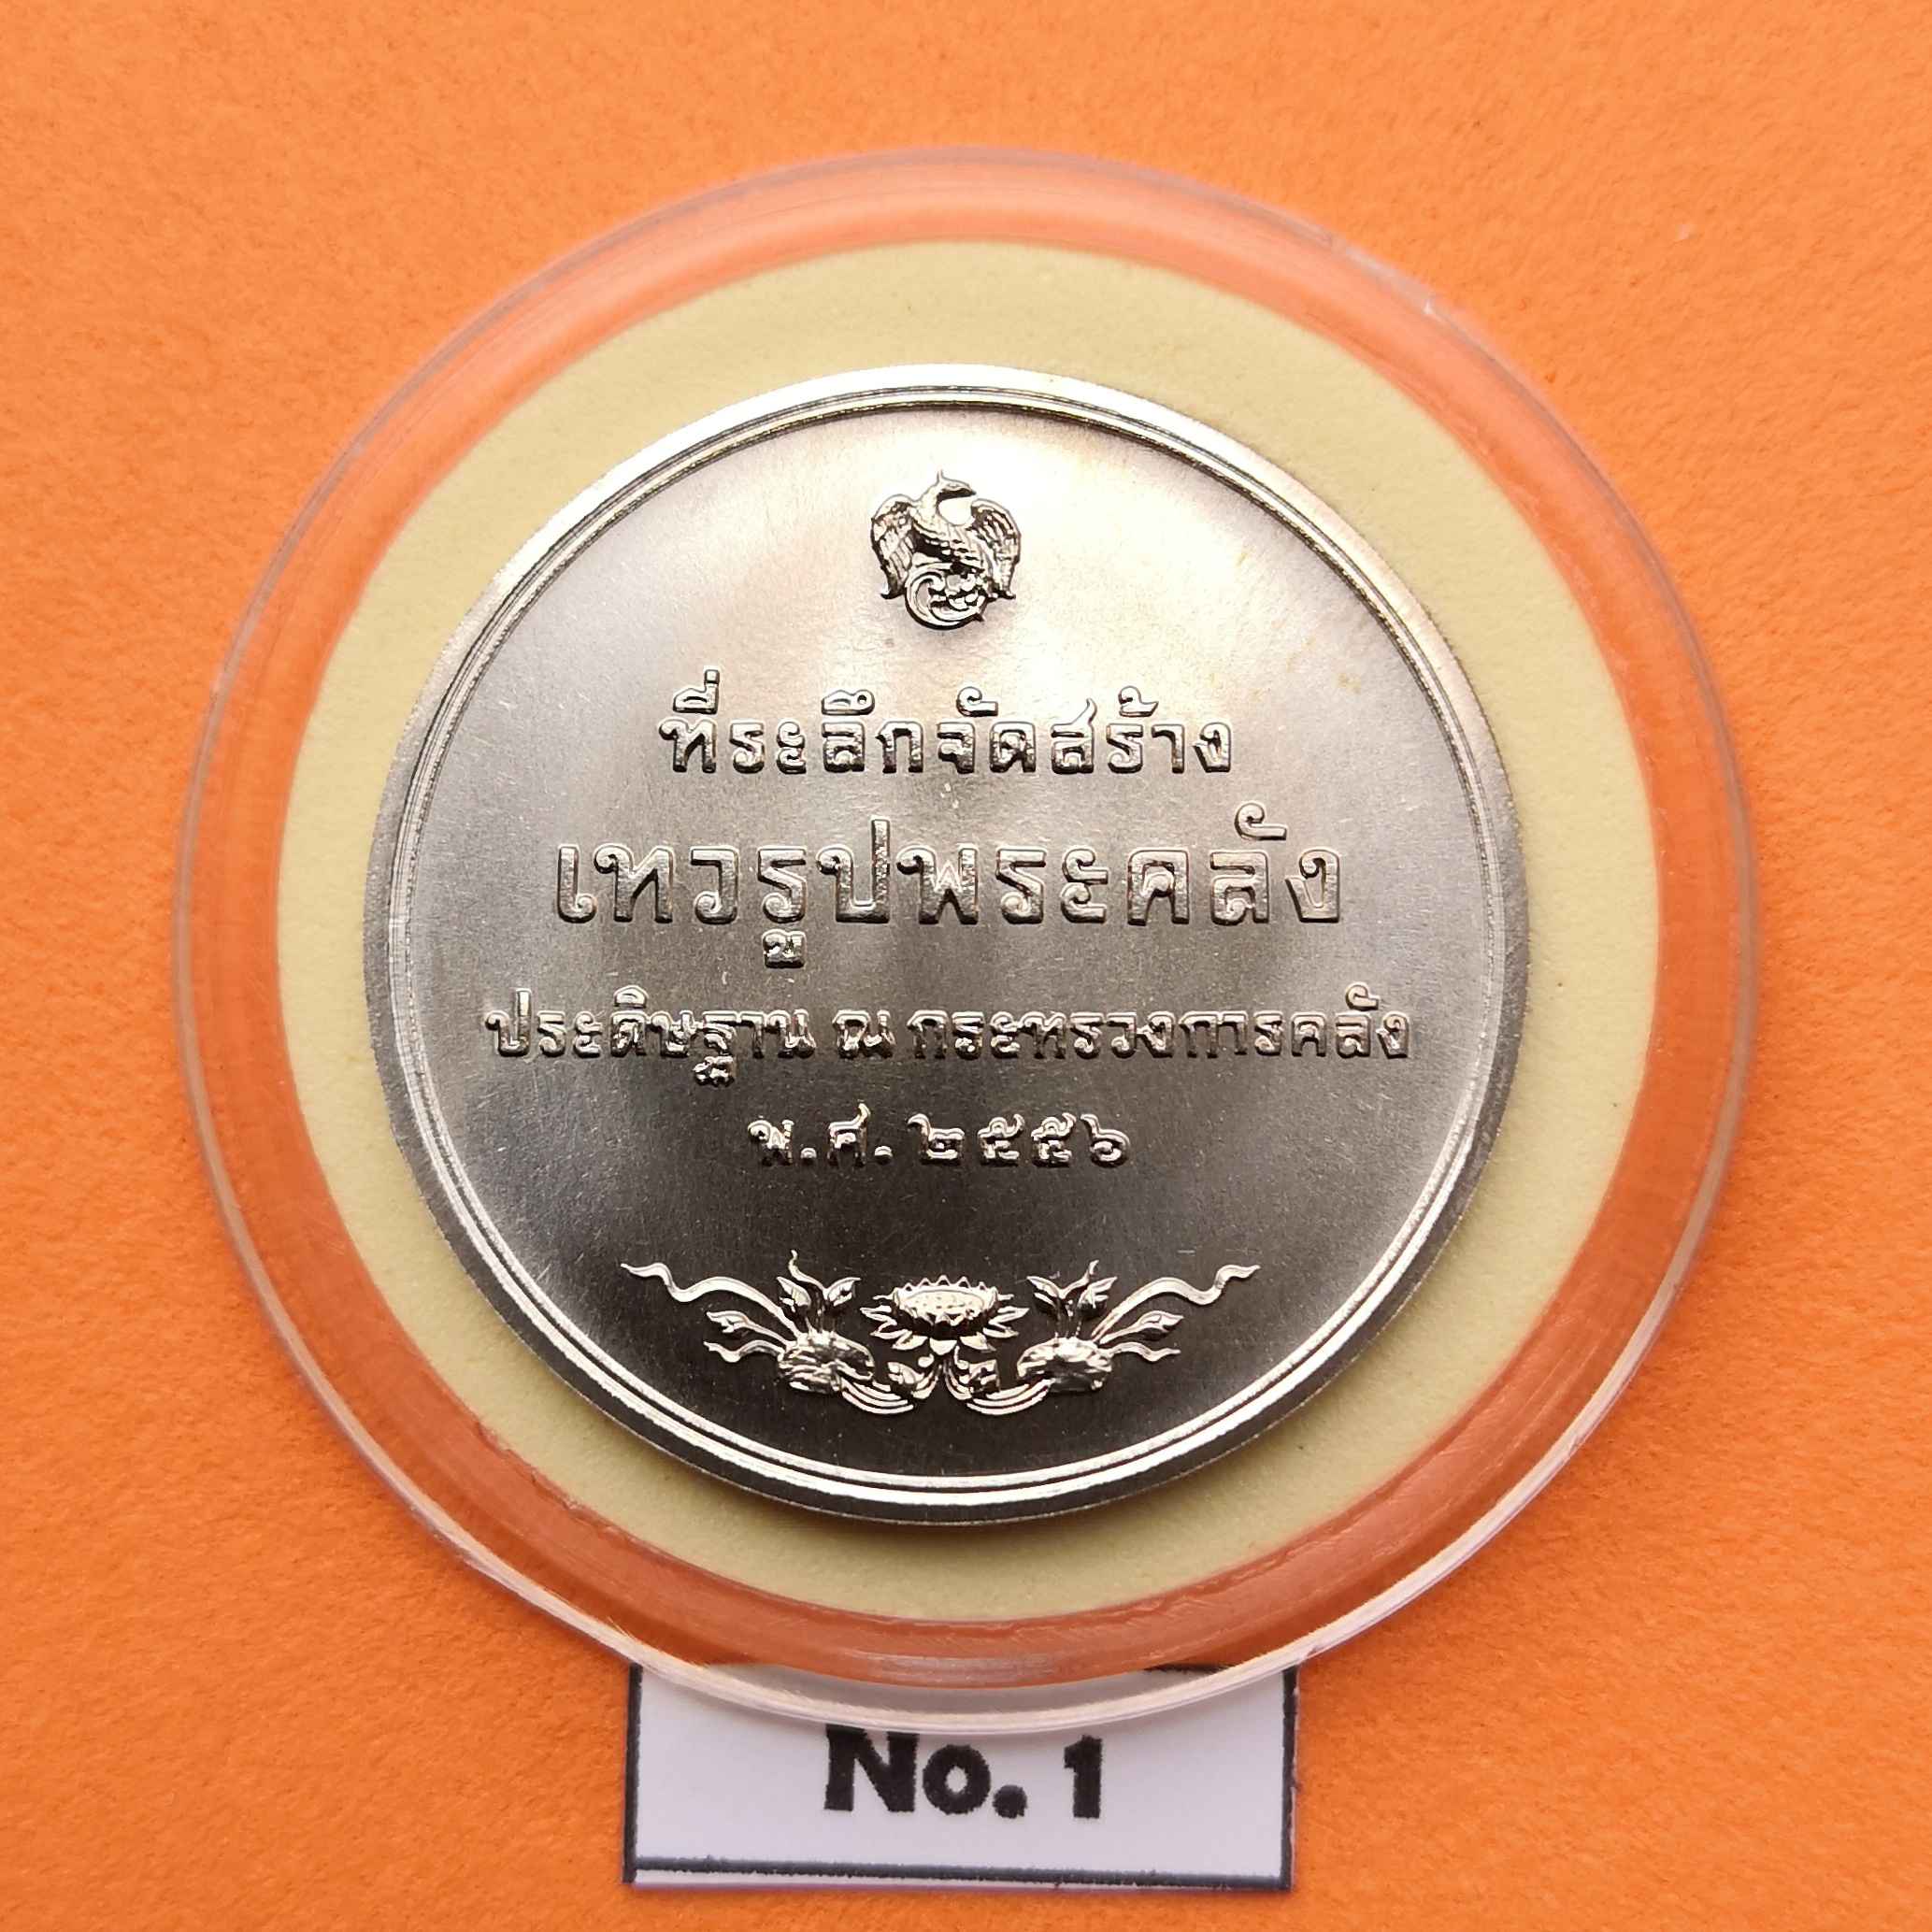 ที่ระลึกจัดสร้าง
เทวรูปพระคลัง
ประดิษฐาน ณ กระทรวงการคลัง
พ.ศ. ๒๕๕๖
No. 1